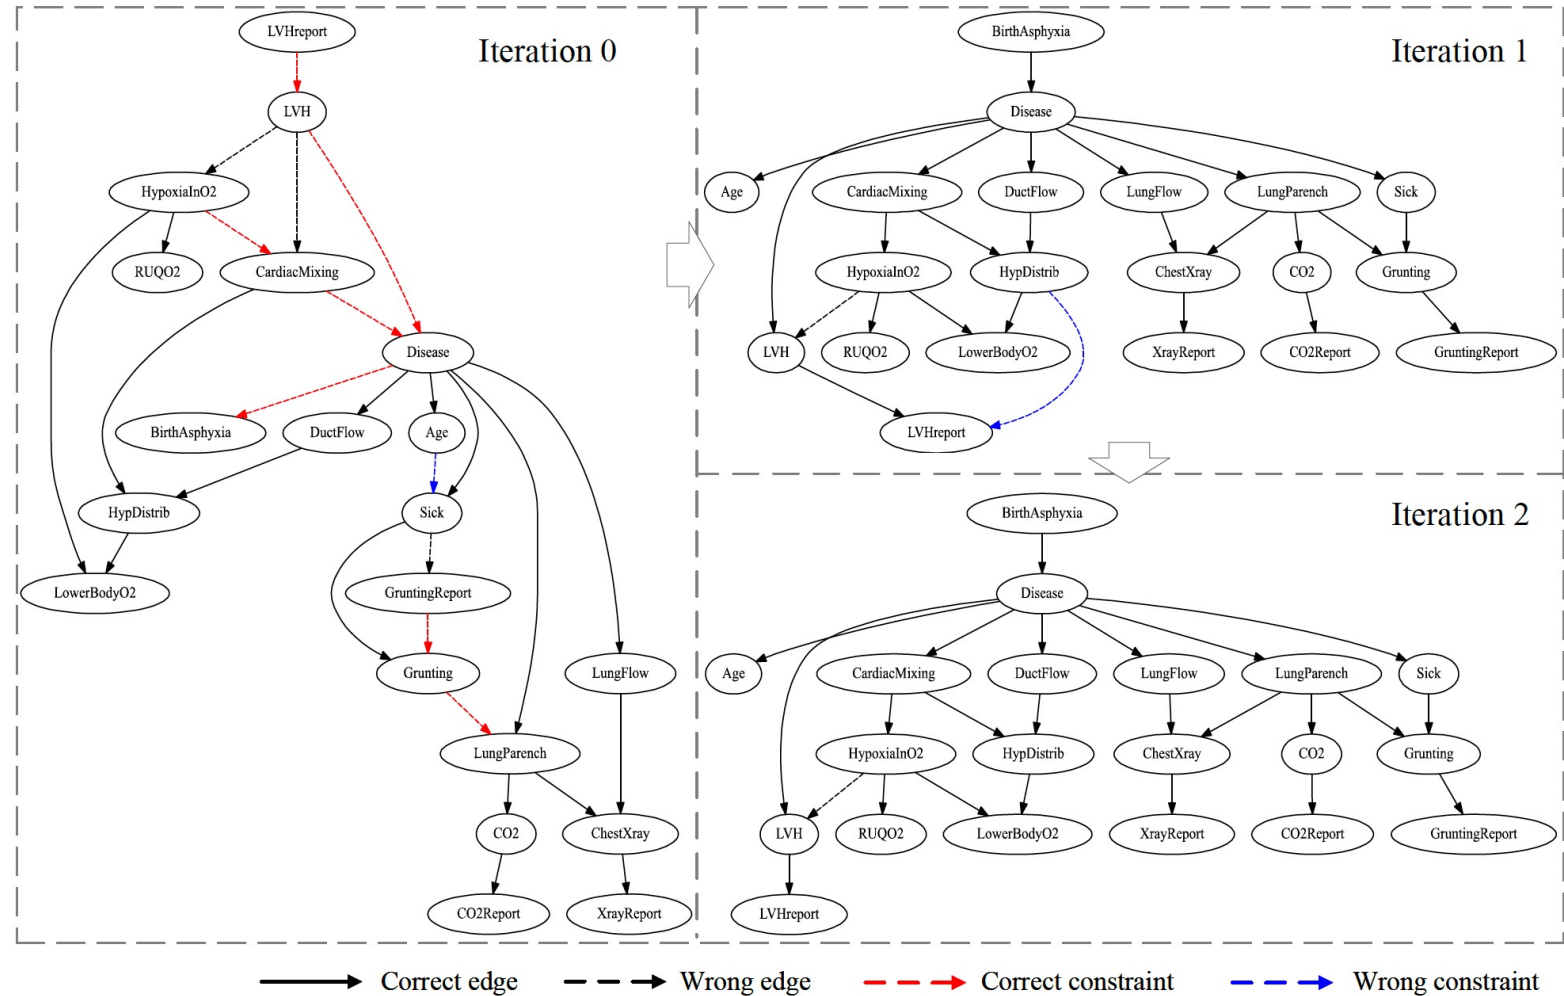 Iteration 0
LVHreport
LVH
HypoxiaInO2
RUQO2
CardiacMixing
Disease
BirthAsphyxia
DuctFlow
Age
HypDistrib
Sick
LowerBodyO2
GruntingReport
Grunting
LungFlow
LungParench
CO2
ChestXray
CO2Report
XrayReport
Iteration 1
BirthAsphyxia
Disease
Age
CardiacMixing
DuctFlow
LungFlow
LungParench
Sick
HypoxiaInO2
HypDistrib
ChestXray
CO2
Grunting
LVH
RUQO2
LowerBodyO2
XrayReport
CO2Report
GruntingReport
LVHreport
Iteration 2
BirthAsphyxia
Disease
Age
CardiacMixing
DuctFlow
LungFlow
LungParench
Sick
HypoxiaInO2
HypDistrib
ChestXray
CO2
Grunting
LVH
RUQO2
LowerBodyO2
XrayReport
CO2Report
GruntingReport
LVHreport
Correct edge
Wrong edge
Correct constraint
Wrong constraint